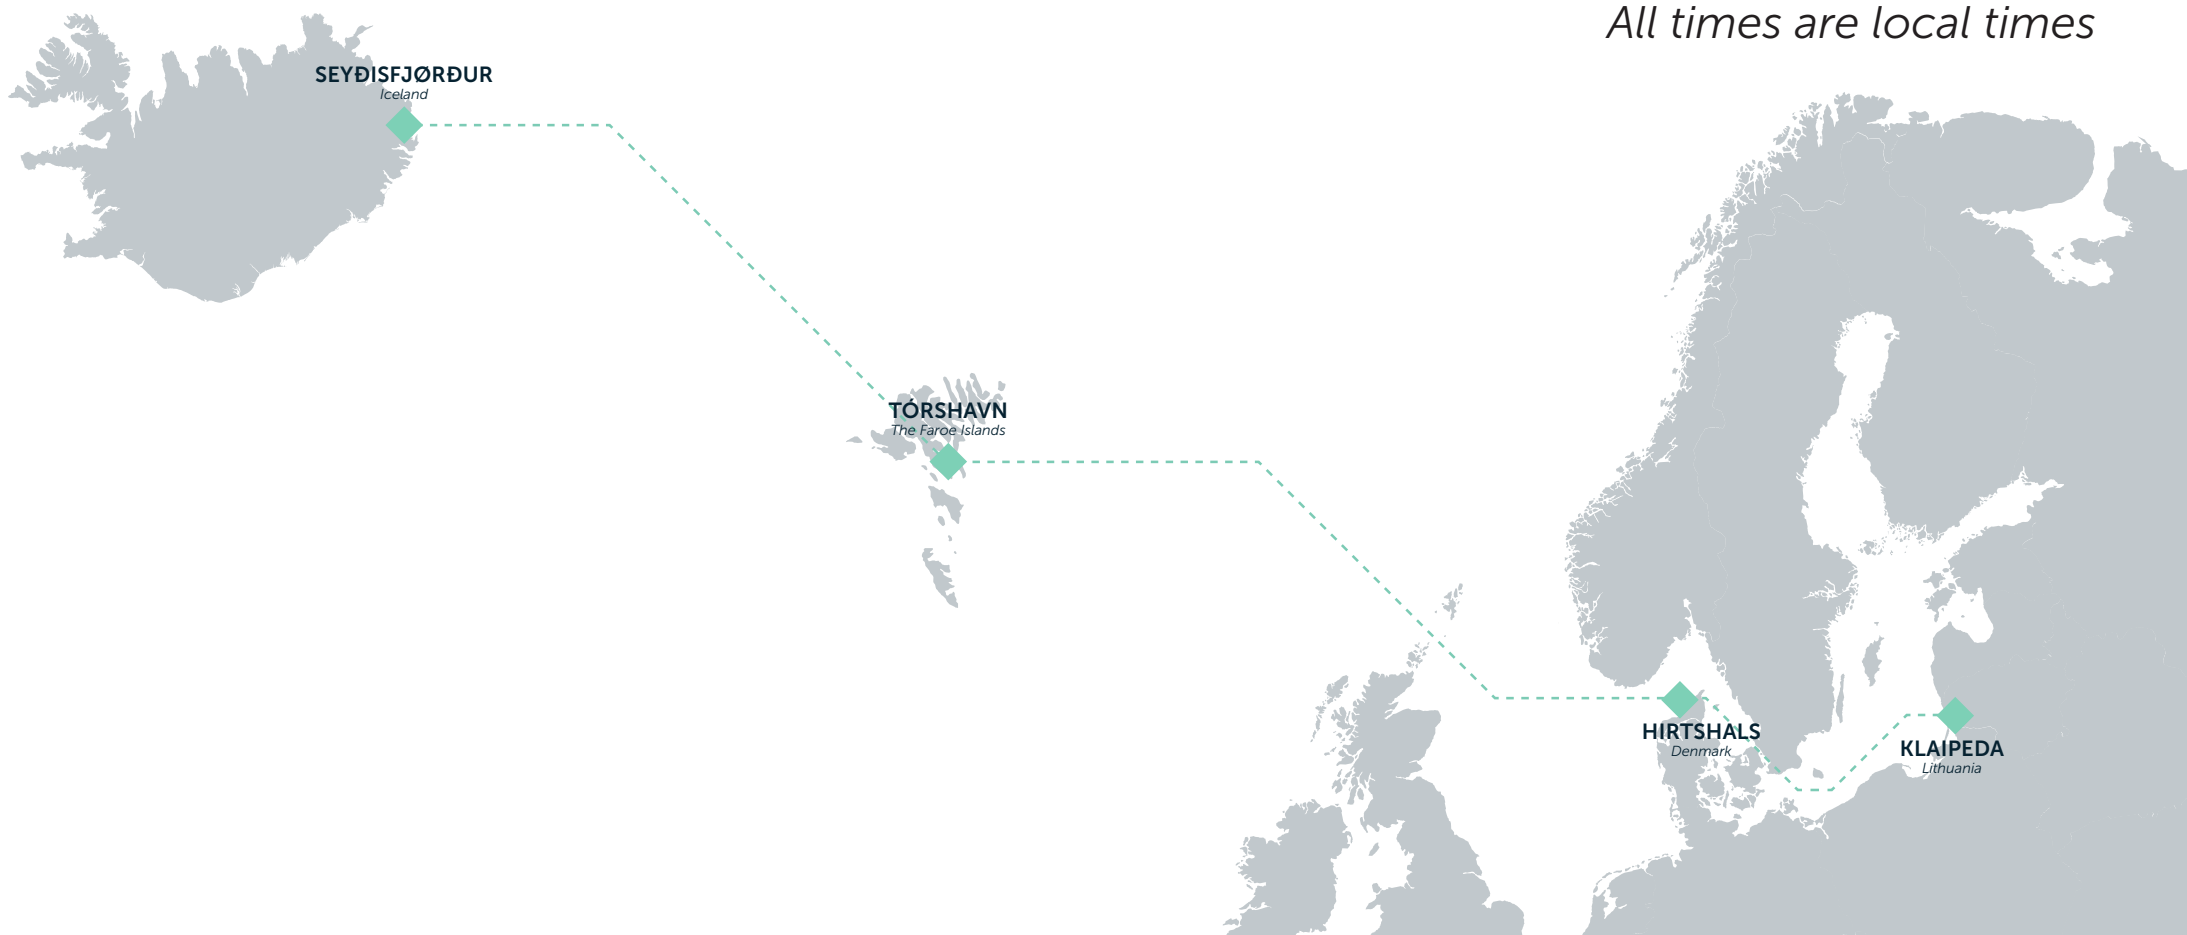 All times are local times
SEYÐISFJØRÐUR
Iceland
TÓRSHAVN
The Faroe Islands
HIRTSHALS
Denmark
KLAIPEDA
Lithuania